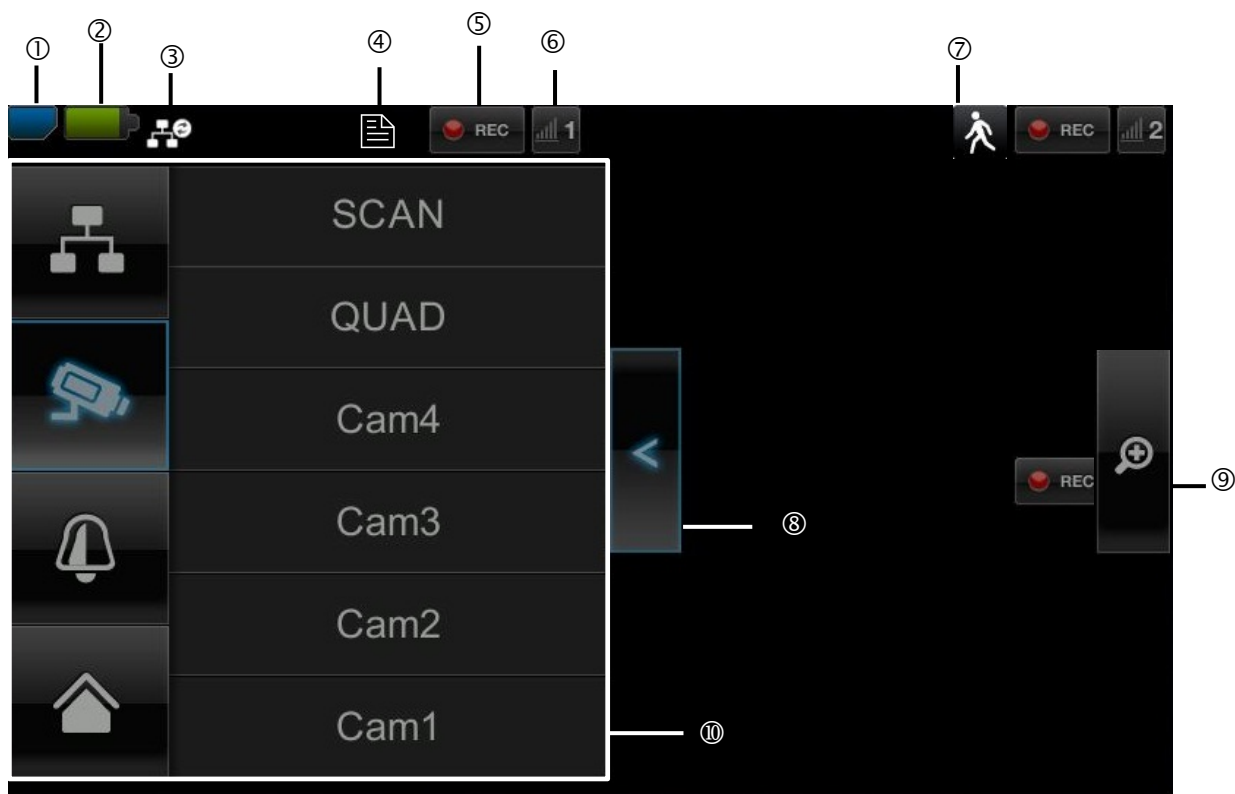 ① ② ③ ④ ⑤ ⑥ ⑦
REC 1 REC 2
SCAN
QUAD
Cam4
<
REC
⑨
Cam3
⑧
Cam2
Cam1
⑩